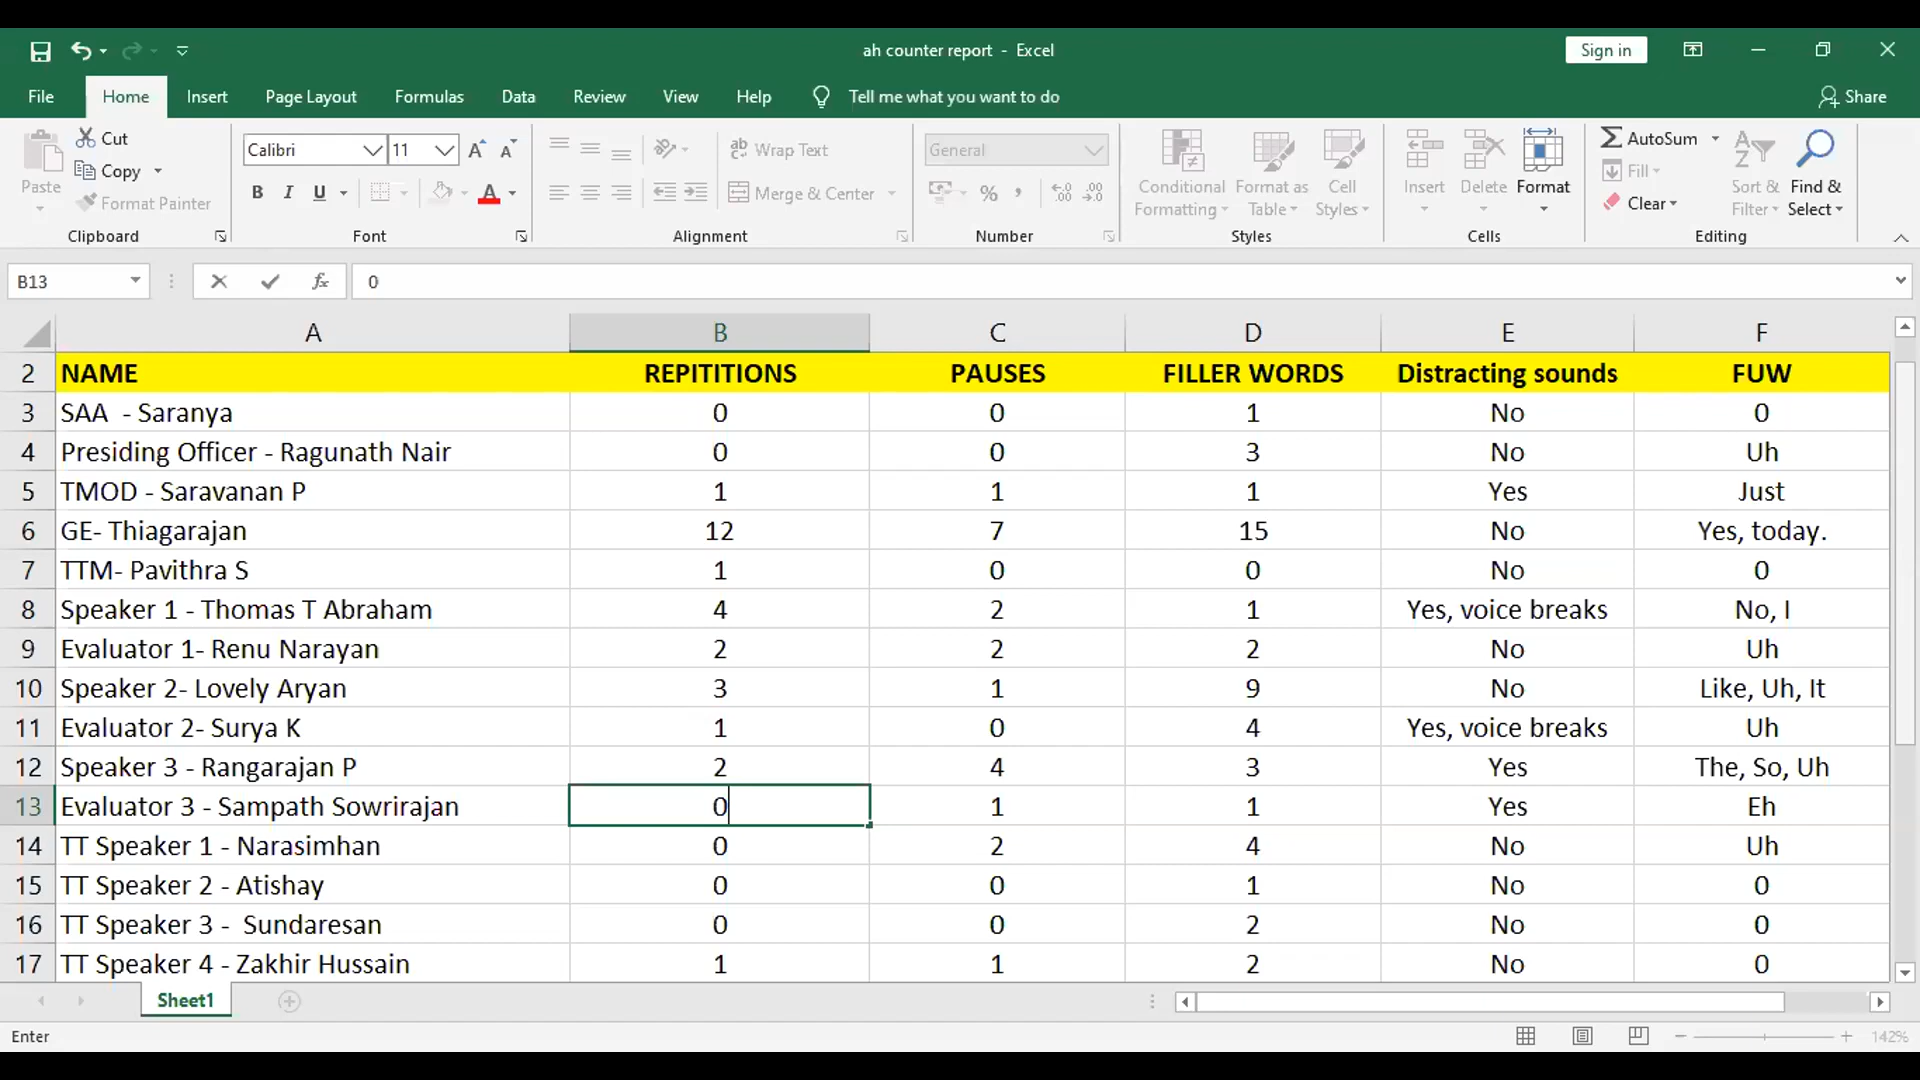 ah counter report - Excel
Sign in
File Home Insert Page Layout Formulas Data Review View Help Tell me what you want to do Share
Paste Cut Copy Format Painter Clipboard
Calibri 11 A A B I U A Font
ab Wrap Text Merge & Center Alignment
General % , .00 .00 Number
Conditional Formatting Format as Table Cell Styles Styles
Insert Delete Format Cells
AutoSum Fill Clear Sort & Filter Find & Select Editing
B13 fx 0
A B C D E F
2 NAME REPITITIONS PAUSES FILLER WORDS Distracting sounds FUW
3 SAA - Saranya 0 0 1 No 0
4 Presiding Officer - Ragunath Nair 0 0 3 No Uh
5 TMOD - Saravanan P 1 1 1 Yes Just
6 GE- Thiagarajan 12 7 15 No Yes, today.
7 TTM- Pavithra S 1 0 0 No 0
8 Speaker 1 - Thomas T Abraham 4 2 1 Yes, voice breaks No, I
9 Evaluator 1- Renu Narayan 2 2 2 No Uh
10 Speaker 2- Lovely Aryan 3 1 9 No Like, Uh, It
11 Evaluator 2- Surya K 1 0 4 Yes, voice breaks Uh
12 Speaker 3 - Rangarajan P 2 4 3 Yes The, So, Uh
13 Evaluator 3 - Sampath Sowrirajan 0 1 1 Yes Eh
14 TT Speaker 1 - Narasimhan 0 2 4 No Uh
15 TT Speaker 2 - Atishay 0 0 1 No 0
16 TT Speaker 3 - Sundaresan 0 0 2 No 0
17 TT Speaker 4 - Zakhir Hussain 1 1 2 No 0
Sheet1
Enter 142%